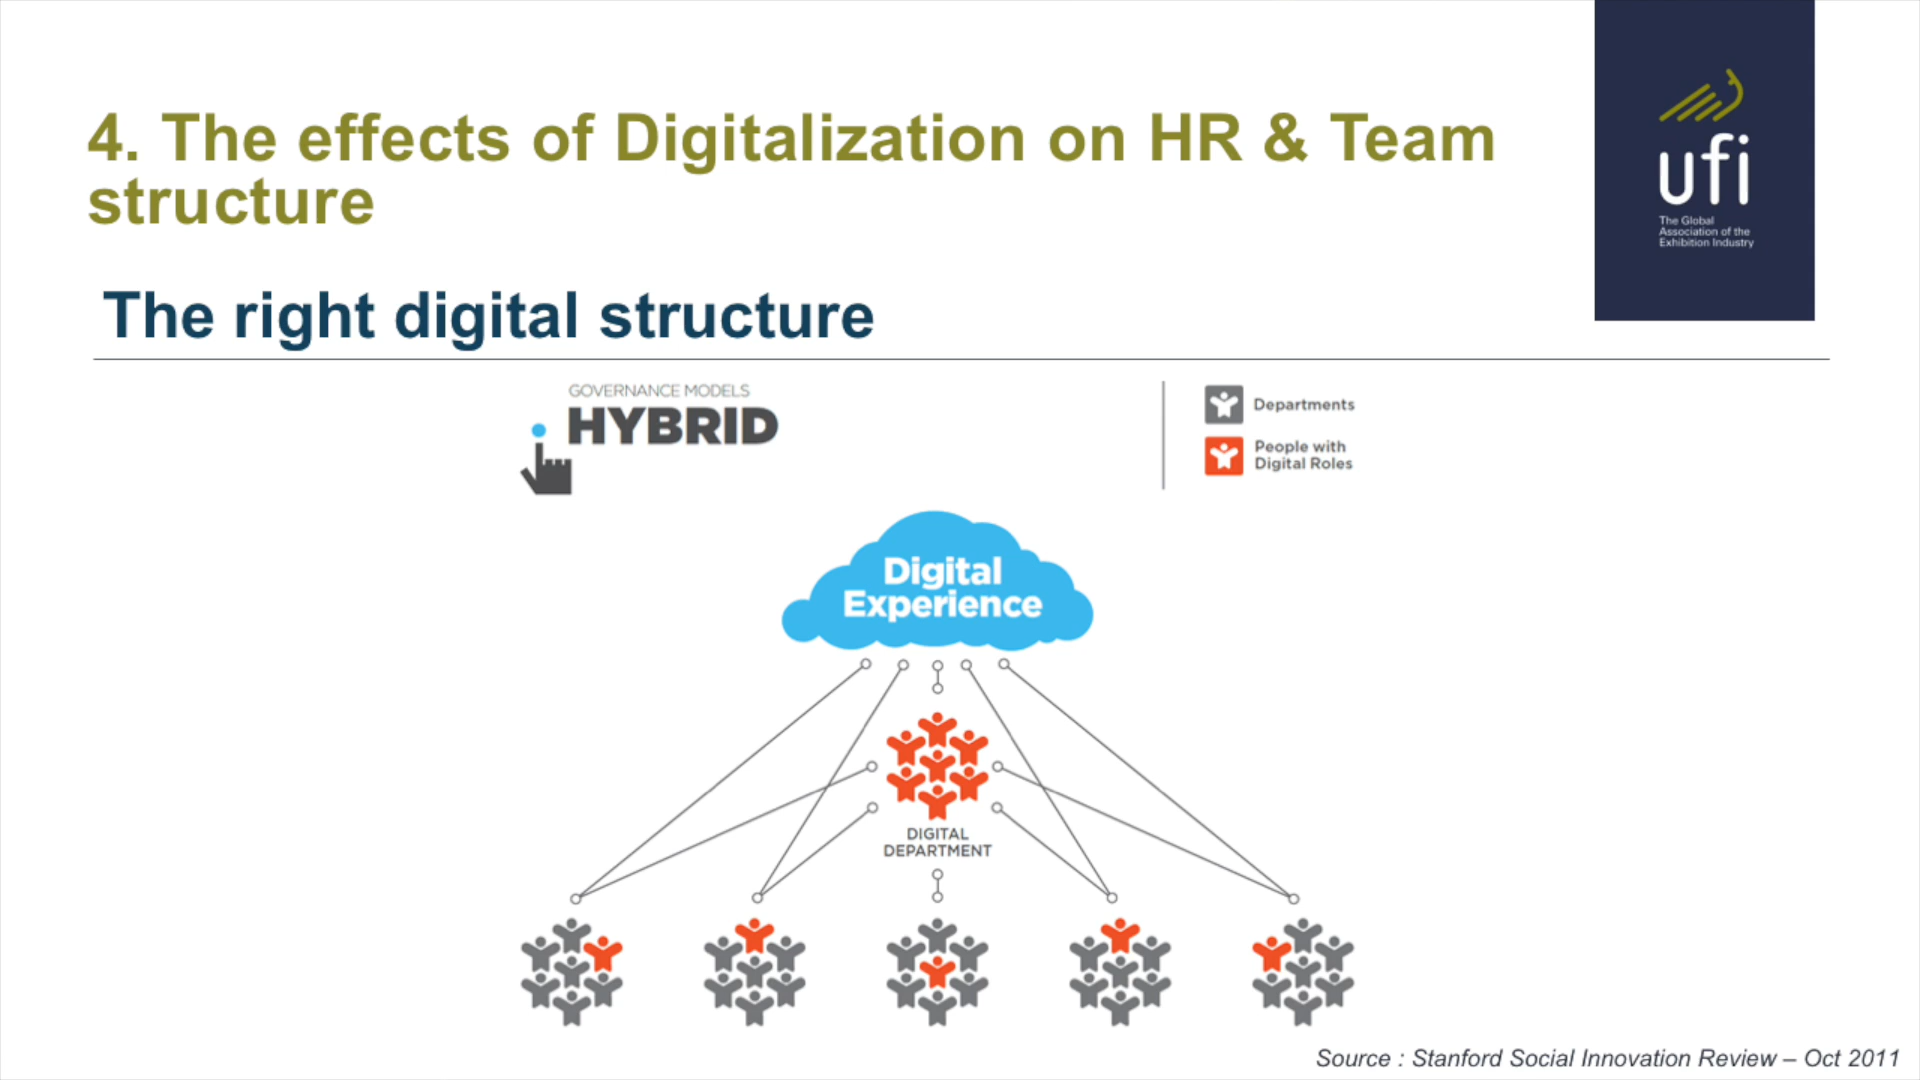 4. The effects of Digitalization on HR & Team
structure
ufi
The Global
Association of the
Exhibition Industry
The right digital structure
GOVERNANCE MODELS
HYBRID
Departments
People with
Digital Roles
Digital
Experience
DIGITAL
DEPARTMENT
Source : Stanford Social Innovation Review – Oct 2011